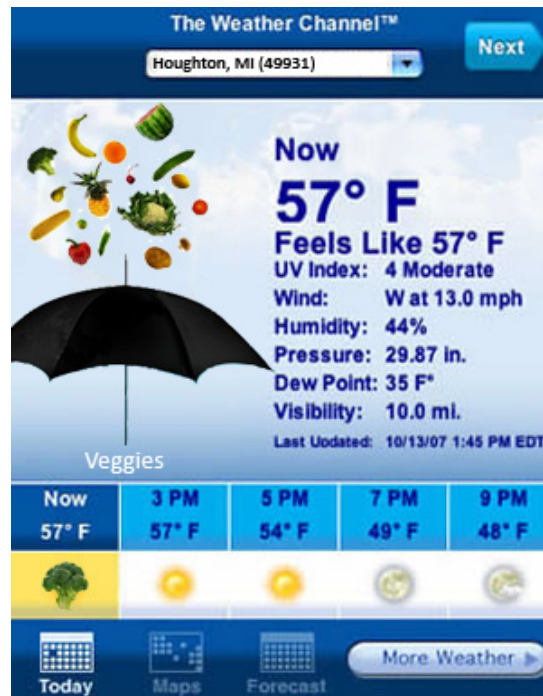 The Weather Channel™
Next
Houghton, MI (49931)
Now
57° F
Feels Like 57° F
UV Index: 4 Moderate
Wind: W at 13.0 mph
Humidity: 44%
Pressure: 29.87 in.
Dew Point: 35 F°
Visibility: 10.0 mi.
Last Updated: 10/13/07 1:45 PM EDT
Veggies
Now 3 PM 5 PM 7 PM 9 PM
57° F 57° F 54° F 49° F 48° F
More Weather
Today Maps Forecast